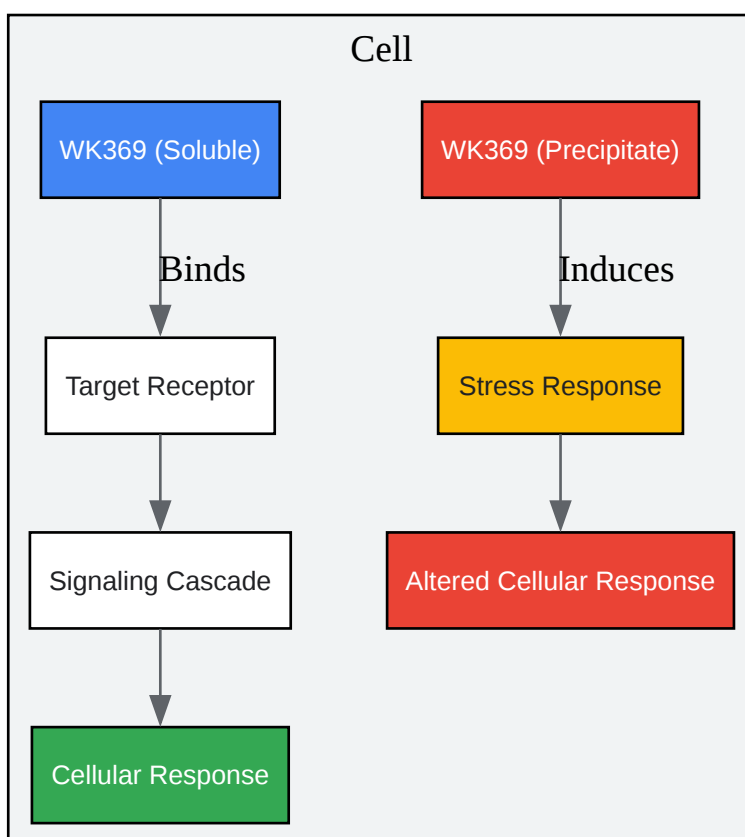 Cell
WK369 (Soluble)
WK369 (Precipitate)
Binds
Induces
Target Receptor
Stress Response
Signaling Cascade
Altered Cellular Response
Cellular Response